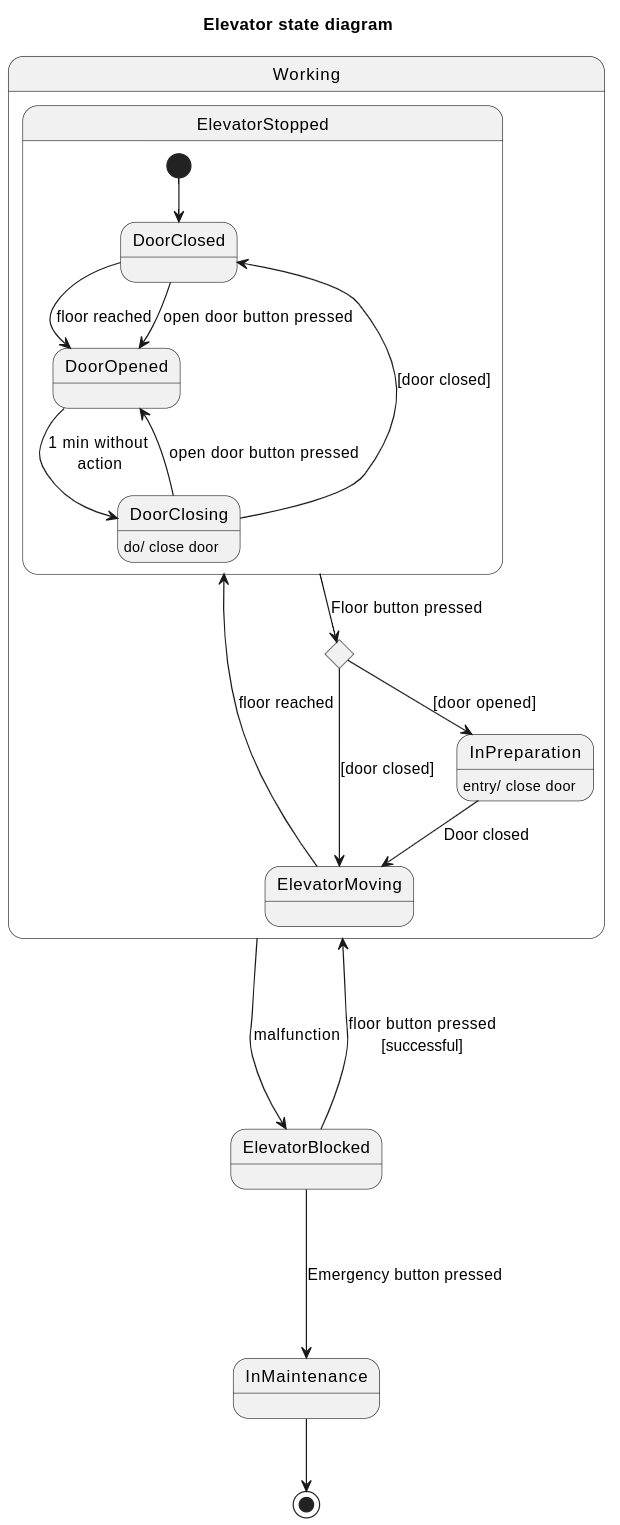 Elevator state diagram
Working
ElevatorStopped
DoorClosed
floor reached
open door button pressed
DoorOpened
[door closed]
1 min without
action
open door button pressed
DoorClosing
do/ close door
Floor button pressed
floor reached
[door opened]
InPreparation
entry/ close door
[door closed]
Door closed
ElevatorMoving
malfunction
floor button pressed
[successful]
ElevatorBlocked
Emergency button pressed
InMaintenance